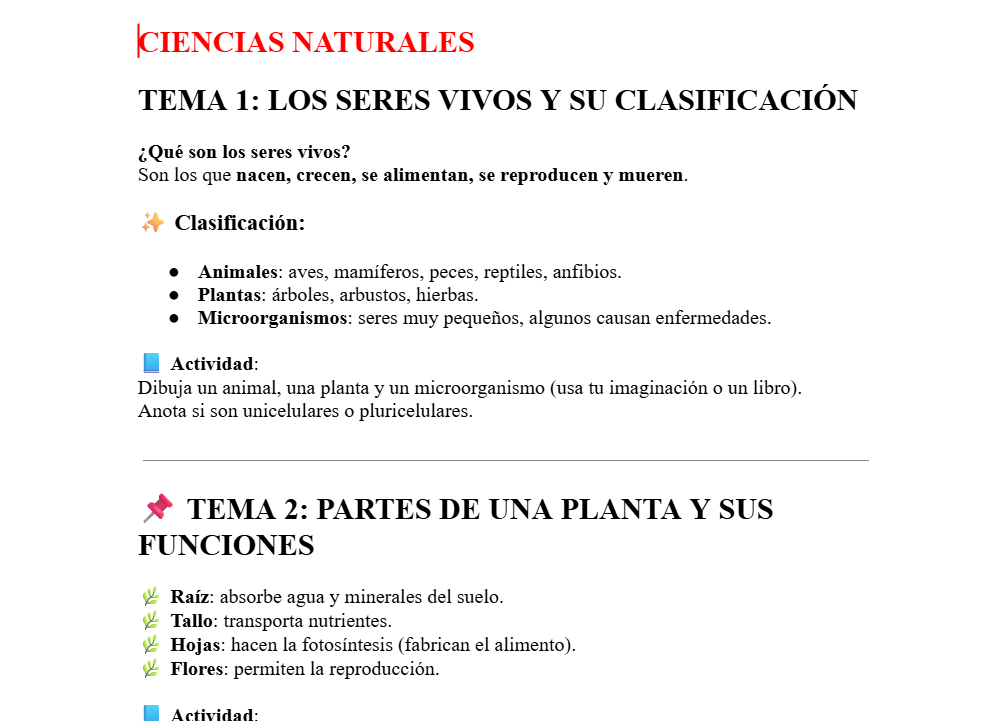 CIENCIAS NATURALES
TEMA 1: LOS SERES VIVOS Y SU CLASIFICACIÓN
¿Qué son los seres vivos?
Son los que nacen, crecen, se alimentan, se reproducen y mueren.
✨ Clasificación:
● Animales: aves, mamíferos, peces, reptiles, anfibios.
● Plantas: árboles, arbustos, hierbas.
● Microorganismos: seres muy pequeños, algunos causan enfermedades.
📘 Actividad:
Dibuja un animal, una planta y un microorganismo (usa tu imaginación o un libro).
Anota si son unicelulares o pluricelulares.
📌 TEMA 2: PARTES DE UNA PLANTA Y SUS
FUNCIONES
🌿 Raíz: absorbe agua y minerales del suelo.
🌿 Tallo: transporta nutrientes.
🌿 Hojas: hacen la fotosíntesis (fabrican el alimento).
🌿 Flores: permiten la reproducción.
📘 Actividad: